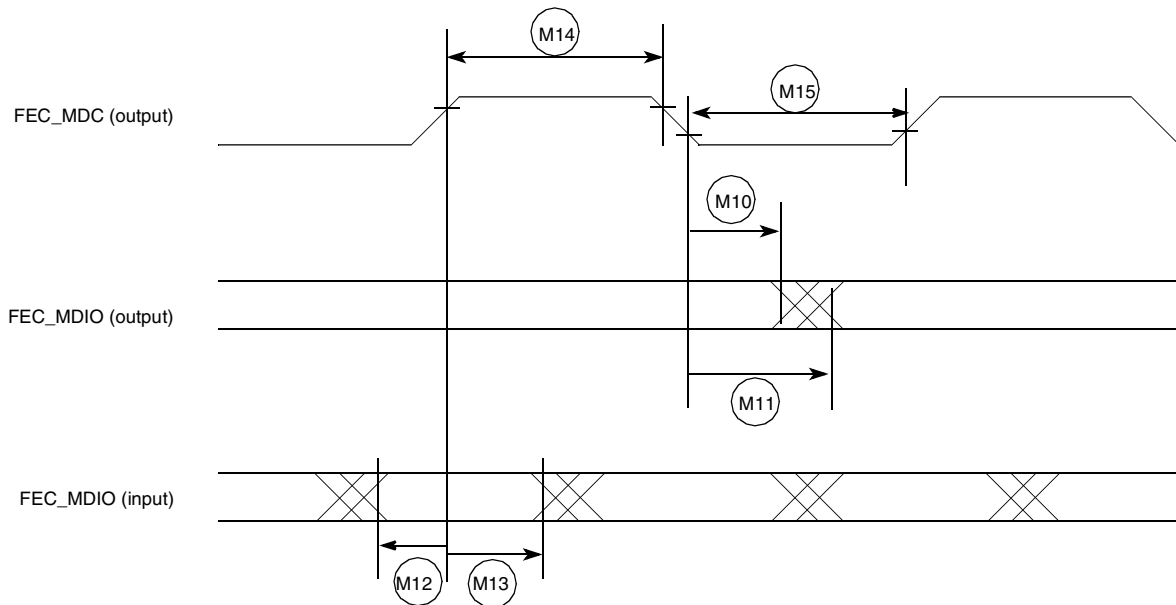 M14
M15
FEC_MDC (output)
M10
FEC_MDIO (output)
M11
FEC_MDIO (input)
M12
M13